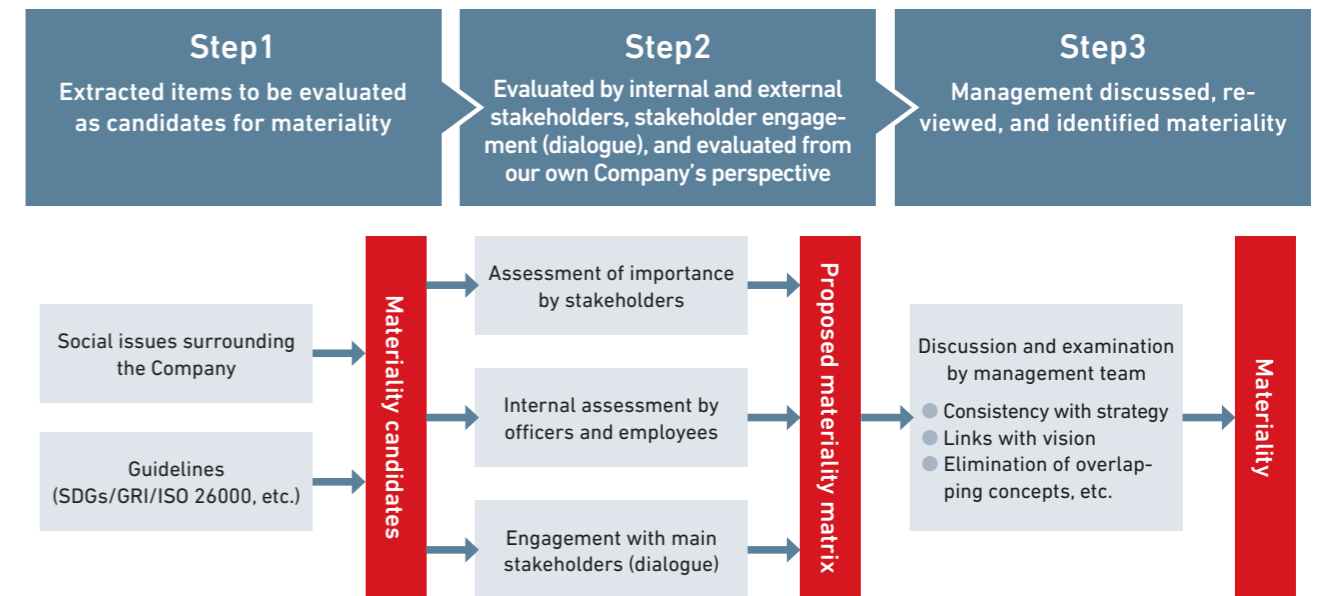 Step1
Extracted items to be evaluated
as candidates for materiality
Step2
Evaluated by internal and external
stakeholders, stakeholder engage-
ment (dialogue), and evaluated from
our own Company's perspective
Step3
Management discussed, re-
viewed, and identified materiality
Social issues surrounding
the Company
Guidelines
(SDGs/GRI/ISO 26000, etc.)
Materiality candidates
Assessment of importance
by stakeholders
Internal assessment by
officers and employees
Engagement with main
stakeholders (dialogue)
Proposed materiality matrix
Discussion and examination
by management team
● Consistency with strategy
● Links with vision
● Elimination of overlap-
ping concepts, etc.
Materiality